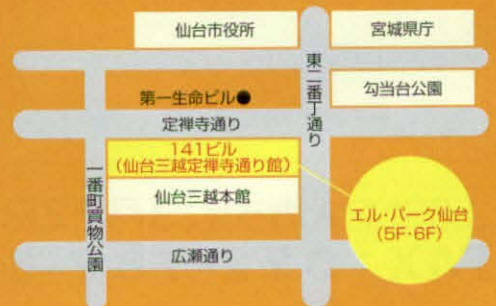 仙台市役所
宮城県庁
東二番丁通り
勾当台公園
第一生命ビル●
定禅寺通り
141ビル
(仙台三越定禅寺通り館)
仙台三越本館
一番町買物公園
エル・パーク仙台
(5F・6F)
広瀬通り